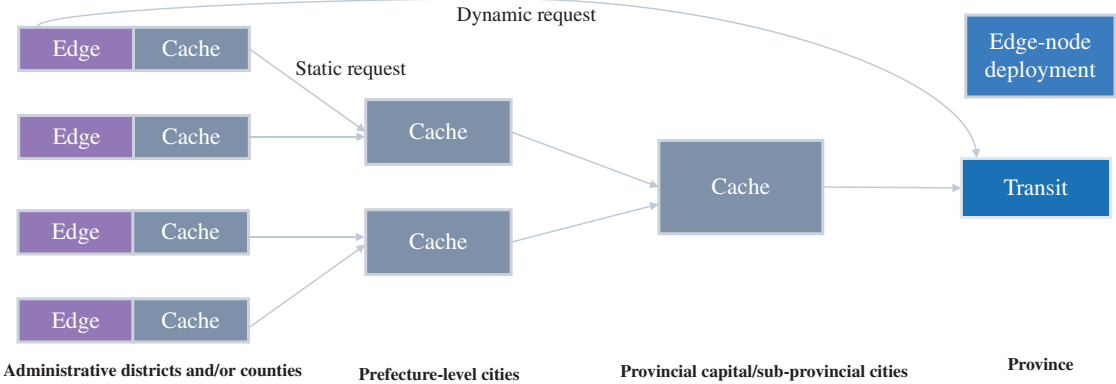 Dynamic request
Edge Cache
Edge-node
deployment
Static request
Edge Cache
Cache
Cache
Transit
Edge Cache
Cache
Edge Cache
Administrative districts and/or counties
Prefecture-level cities
Provincial capital/sub-provincial cities
Province